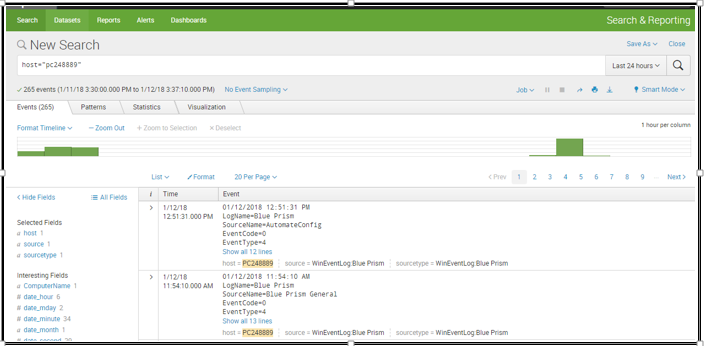 Search Datasets Reports Alerts Dashboards Search & Reporting
New Search Save As Close
host="pc248889" Last 24 hours
265 events (1/11/18 3:30:00.000 PM to 1/12/18 3:37:10.000 PM) No Event Sampling Job Smart Mode
Events (265) Patterns Statistics Visualization
Format Timeline – Zoom Out + Zoom to Selection × Deselect 1 hour per column
List Format 20 Per Page < Prev 1 2 3 4 5 6 7 8 9 ... Next >
< Hide Fields All Fields i Time Event
Selected Fields
a host 1
a source 1
a sourcetype 1
Interesting Fields
a ComputerName 1
# date_hour 6
# date_mday 2
# date_minute 34
a date_month 1
# date_second 39
> 1/12/18
12:51:31.000 PM
01/12/2018 12:51:31 PM
LogName=Blue Prism
SourceName=AutomateConfig
EventCode=0
EventType=4
Show all 12 lines
host = PC248889 source = WinEventLog:Blue Prism sourcetype = WinEventLog:Blue Prism
> 1/12/18
11:54:10.000 AM
01/12/2018 11:54:10 AM
LogName=Blue Prism
SourceName=Blue Prism General
EventCode=0
EventType=4
Show all 13 lines
host = PC248889 source = WinEventLog:Blue Prism sourcetype = WinEventLog:Blue Prism